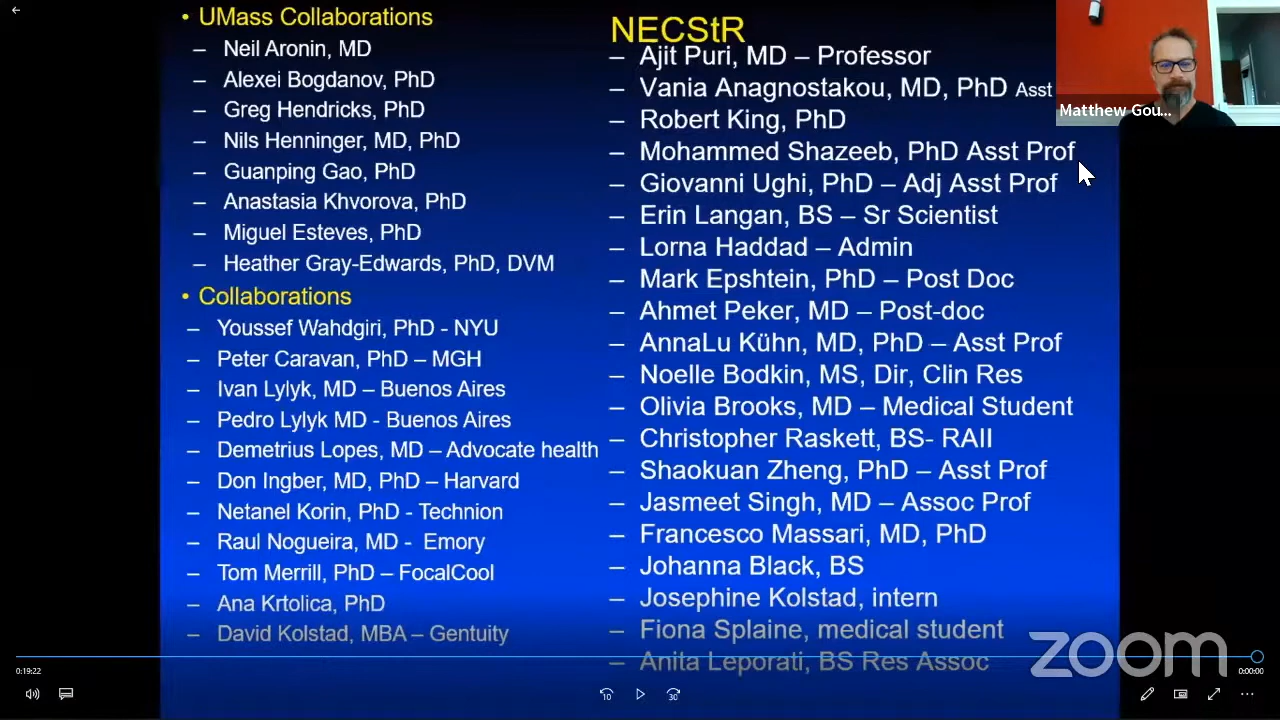 • UMass Collaborations
– Neil Aronin, MD
– Alexei Bogdanov, PhD
– Greg Hendricks, PhD
– Nils Henninger, MD, PhD
– Guanping Gao, PhD
– Anastasia Khvorova, PhD
– Miguel Esteves, PhD
– Heather Gray-Edwards, PhD, DVM
• Collaborations
– Youssef Wahdgiri, PhD - NYU
– Peter Caravan, PhD – MGH
– Ivan Lylyk, MD – Buenos Aires
– Pedro Lylyk MD - Buenos Aires
– Demetrius Lopes, MD – Advocate health
– Don Ingber, MD, PhD – Harvard
– Netanel Korin, PhD - Technion
– Raul Nogueira, MD - Emory
– Tom Merrill, PhD – FocalCool
– Ana Krtolica, PhD
– David Kolstad, MBA – Gentuity
NECStR
– Ajit Puri, MD – Professor
– Vania Anagnostakou, MD, PhD Asst
– Robert King, PhD
– Mohammed Shazeeb, PhD Asst Prof
– Giovanni Ughi, PhD – Adj Asst Prof
– Erin Langan, BS – Sr Scientist
– Lorna Haddad – Admin
– Mark Epshtein, PhD – Post Doc
– Ahmet Peker, MD – Post-doc
– AnnaLu Kühn, MD, PhD – Asst Prof
– Noelle Bodkin, MS, Dir, Clin Res
– Olivia Brooks, MD – Medical Student
– Christopher Raskett, BS- RAII
– Shaokuan Zheng, PhD – Asst Prof
– Jasmeet Singh, MD – Assoc Prof
– Francesco Massari, MD, PhD
– Johanna Black, BS
– Josephine Kolstad, intern
– Fiona Splaine, medical student
– Anita Leporati, BS Res Assoc
Matthew Gou...
zoom
0:19:22
0:00:00
10
30